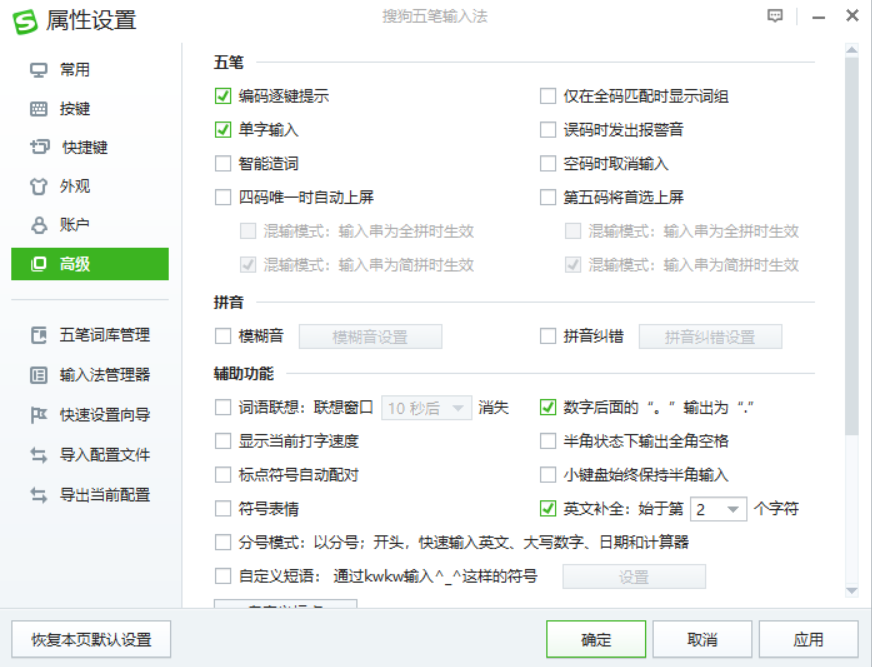 属性设置
搜狗五笔输入法
常用
按键
快捷键
外观
账户
高级
五笔词库管理
输入法管理器
快速设置向导
导入配置文件
导出当前配置
五笔
编码逐键提示 仅在全码匹配时显示词组
单字输入 误码时发出报警音
智能造词 空码时取消输入
四码唯一时自动上屏 第五码将首选上屏
混输模式：输入串为全拼时生效 混输模式：输入串为全拼时生效
混输模式：输入串为简拼时生效 混输模式：输入串为简拼时生效
拼音
模糊音 模糊音设置 拼音纠错 拼音纠错设置
辅助功能
词语联想：联想窗口 10 秒后 消失 数字后面的“。”输出为“.”
显示当前打字速度 半角状态下输出全角空格
标点符号自动配对 小键盘始终保持半角输入
符号表情 英文补全：始于第 2 个字符
分号模式：以分号；开头，快速输入英文、大写数字、日期和计算器
自定义短语： 通过kwkw输入^_^这样的符号 设置
恢复本页默认设置 确定 取消 应用